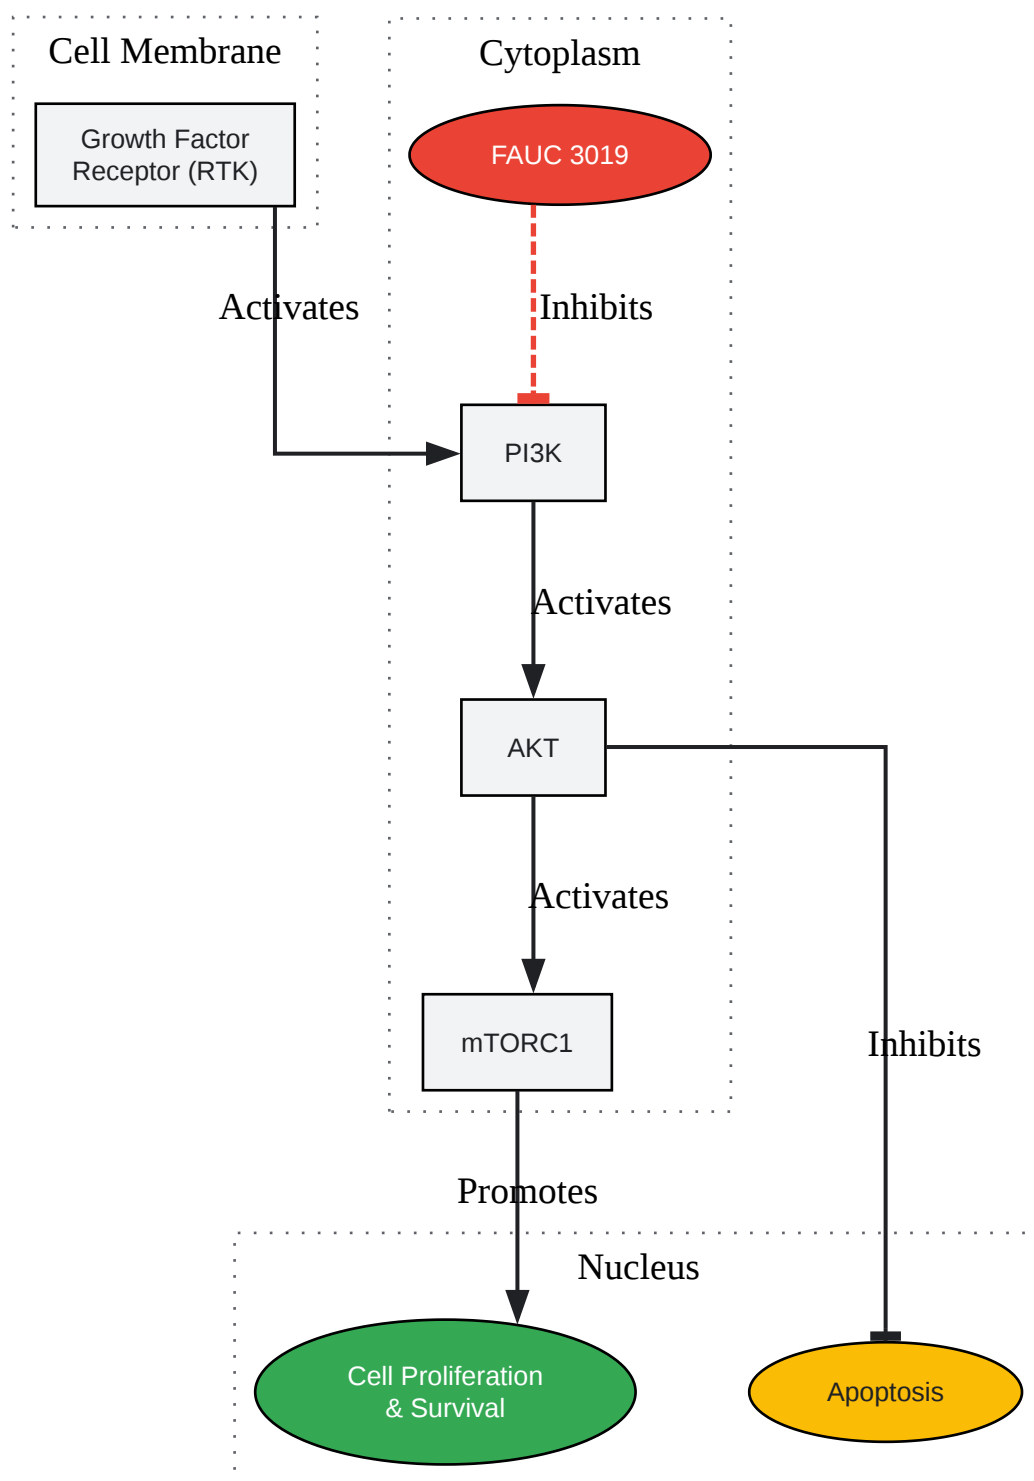 Cell Membrane
Cytoplasm
Growth Factor
Receptor (RTK)
FAUC 3019
Activates
Inhibits
PI3K
Activates
AKT
Activates
mTORC1
Inhibits
Promotes
Nucleus
Cell Proliferation
& Survival
Apoptosis